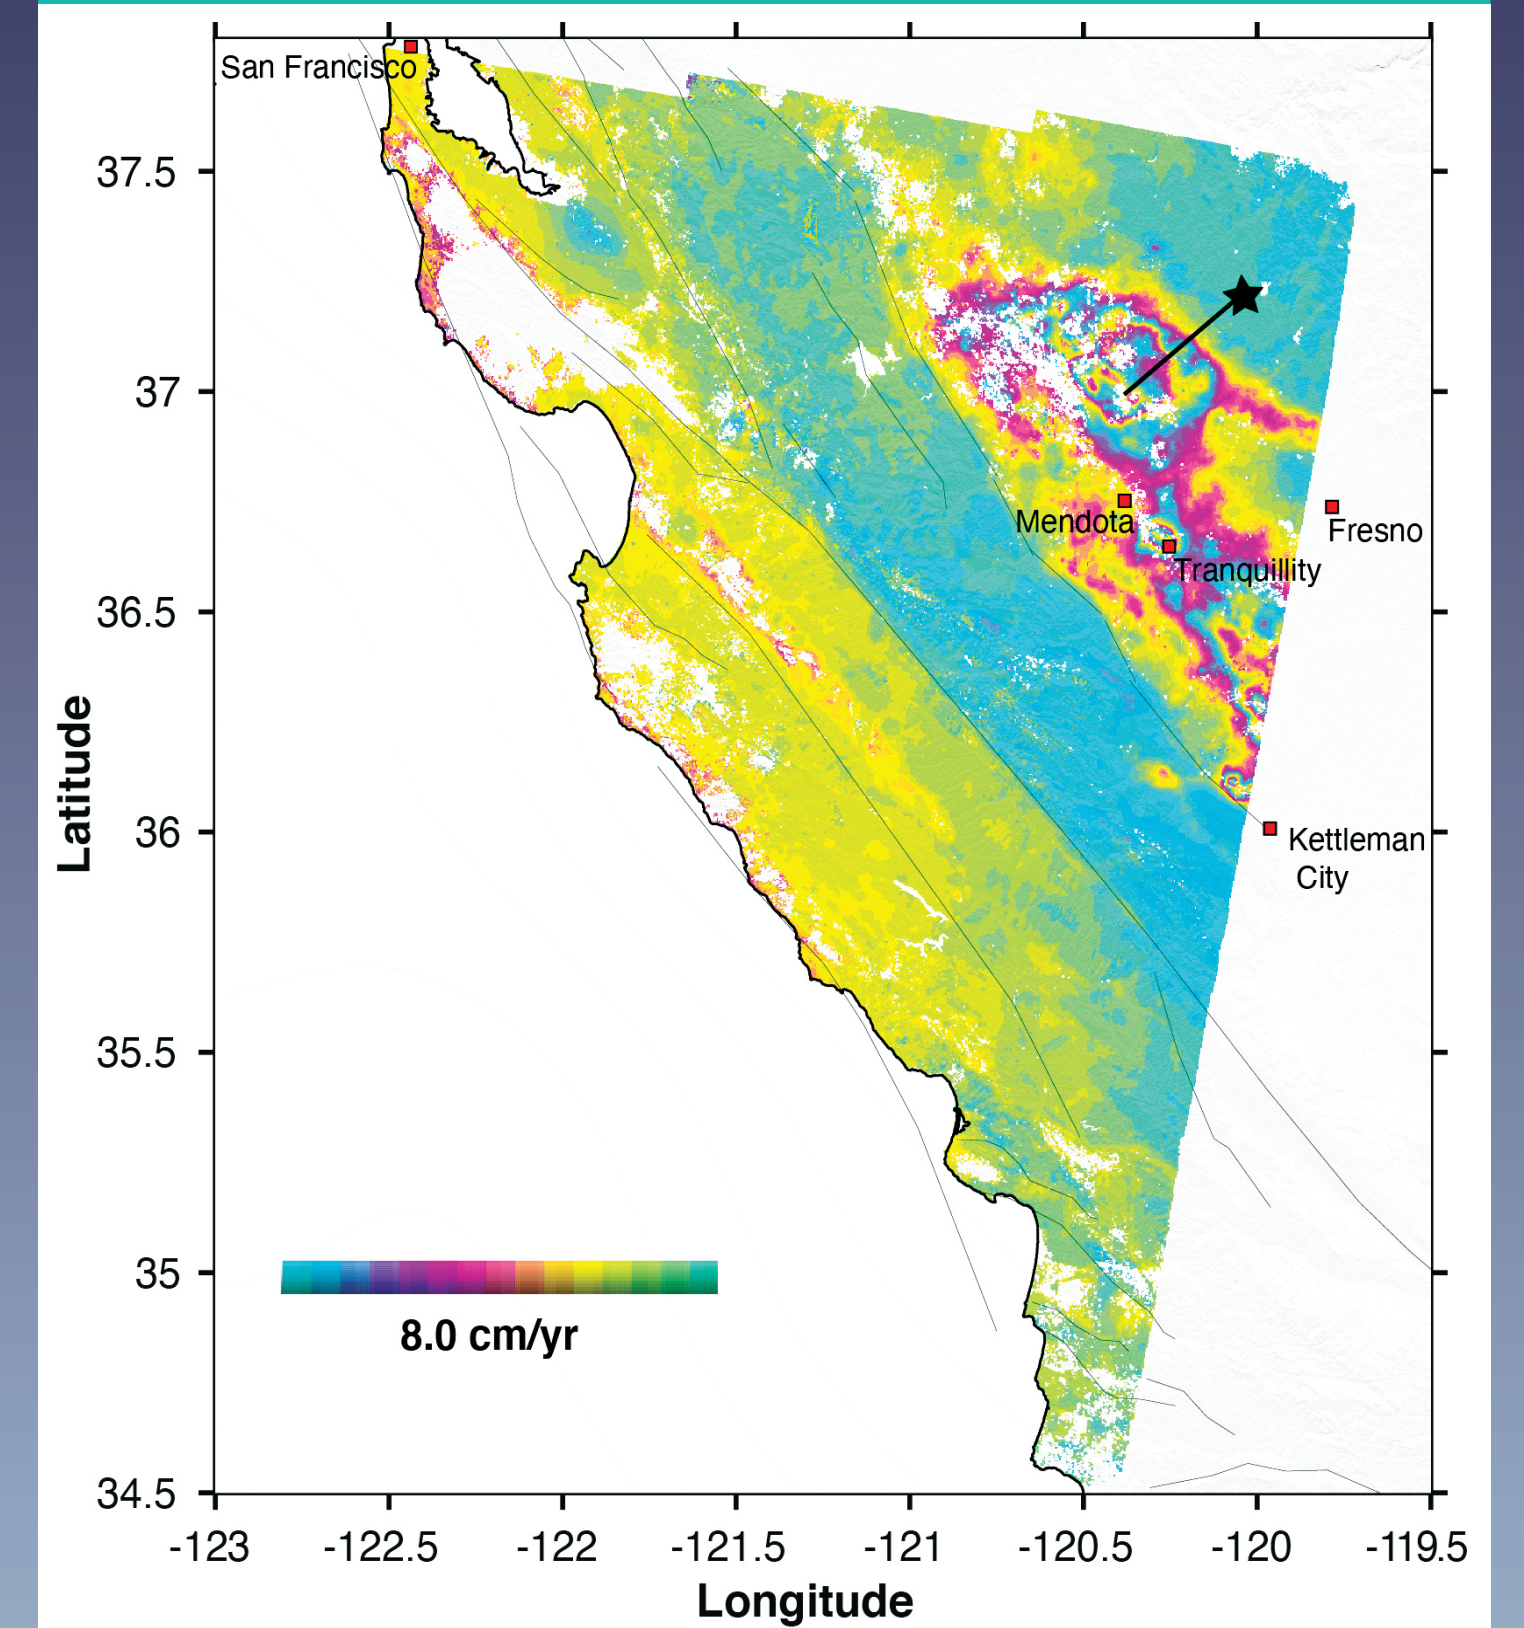 San Francisco
37.5
37
36.5
36
35.5
35
34.5
Latitude
Mendota
Fresno
Tranquillity
Kettleman
City
8.0 cm/yr
-123
-122.5
-122
-121.5
-121
-120.5
-120
-119.5
Longitude